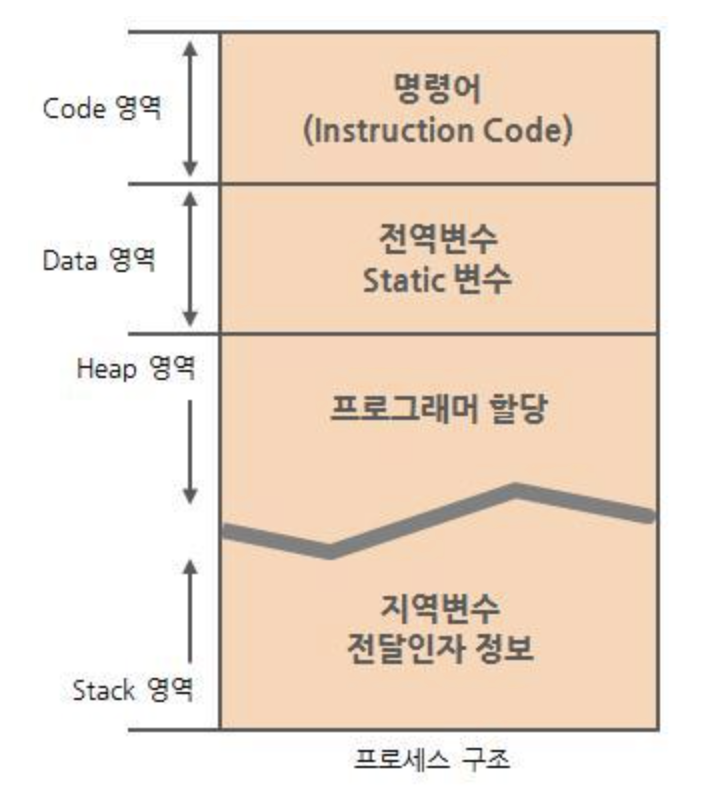 Code 영역
명령어
(Instruction Code)
Data 영역
전역변수
Static 변수
Heap 영역
프로그래머 할당
지역변수
전달인자 정보
Stack 영역
프로세스 구조